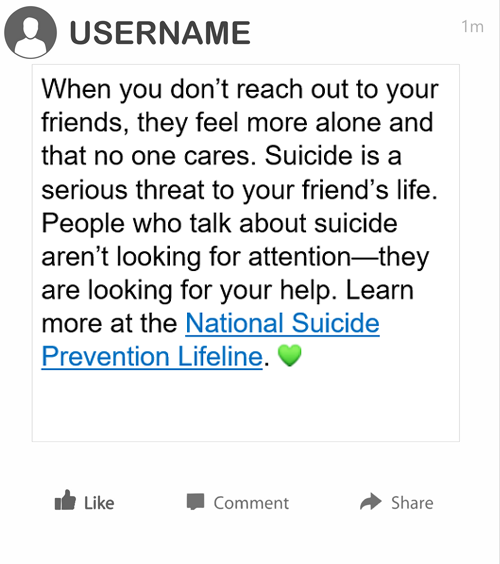 USERNAME
1m
When you don’t reach out to your
friends, they feel more alone and
that no one cares. Suicide is a
serious threat to your friend’s life.
People who talk about suicide
aren’t looking for attention—they
are looking for your help. Learn
more at the National Suicide
Prevention Lifeline. 💚
Like
Comment
Share